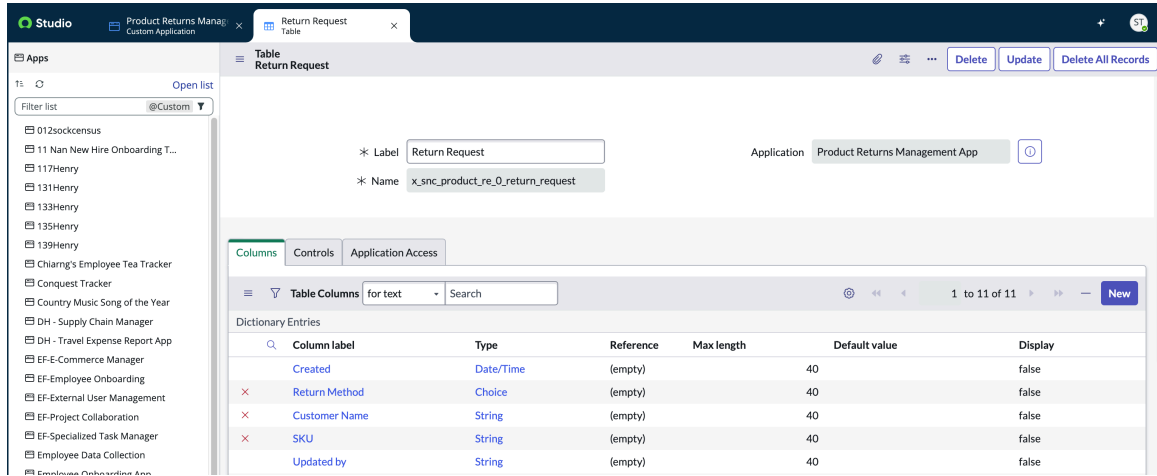 Studio
Product Returns Manag
Custom Application
Return Request
Table
ST
Apps
Open list
Filter list @Custom
012sockcensus
11 Nan New Hire Onboarding T...
117Henry
131Henry
133Henry
135Henry
139Henry
Chiarng's Employee Tea Tracker
Conquest Tracker
Country Music Song of the Year
DH - Supply Chain Manager
DH - Travel Expense Report App
EF-E-Commerce Manager
EF-Employee Onboarding
EF-External User Management
EF-Project Collaboration
EF-Specialized Task Manager
Employee Data Collection
Employee Onboarding App
Table
Return Request
Delete Update Delete All Records
Label Return Request
Application Product Returns Management App
Name x_snc_product_re_0_return_request
Columns Controls Application Access
Table Columns for text Search 1 to 11 of 11 New
Dictionary Entries
Column label Type Reference Max length Default value Display
Created Date/Time (empty) 40 false
Return Method Choice (empty) 40 false
Customer Name String (empty) 40 false
SKU String (empty) 40 false
Updated by String (empty) 40 false